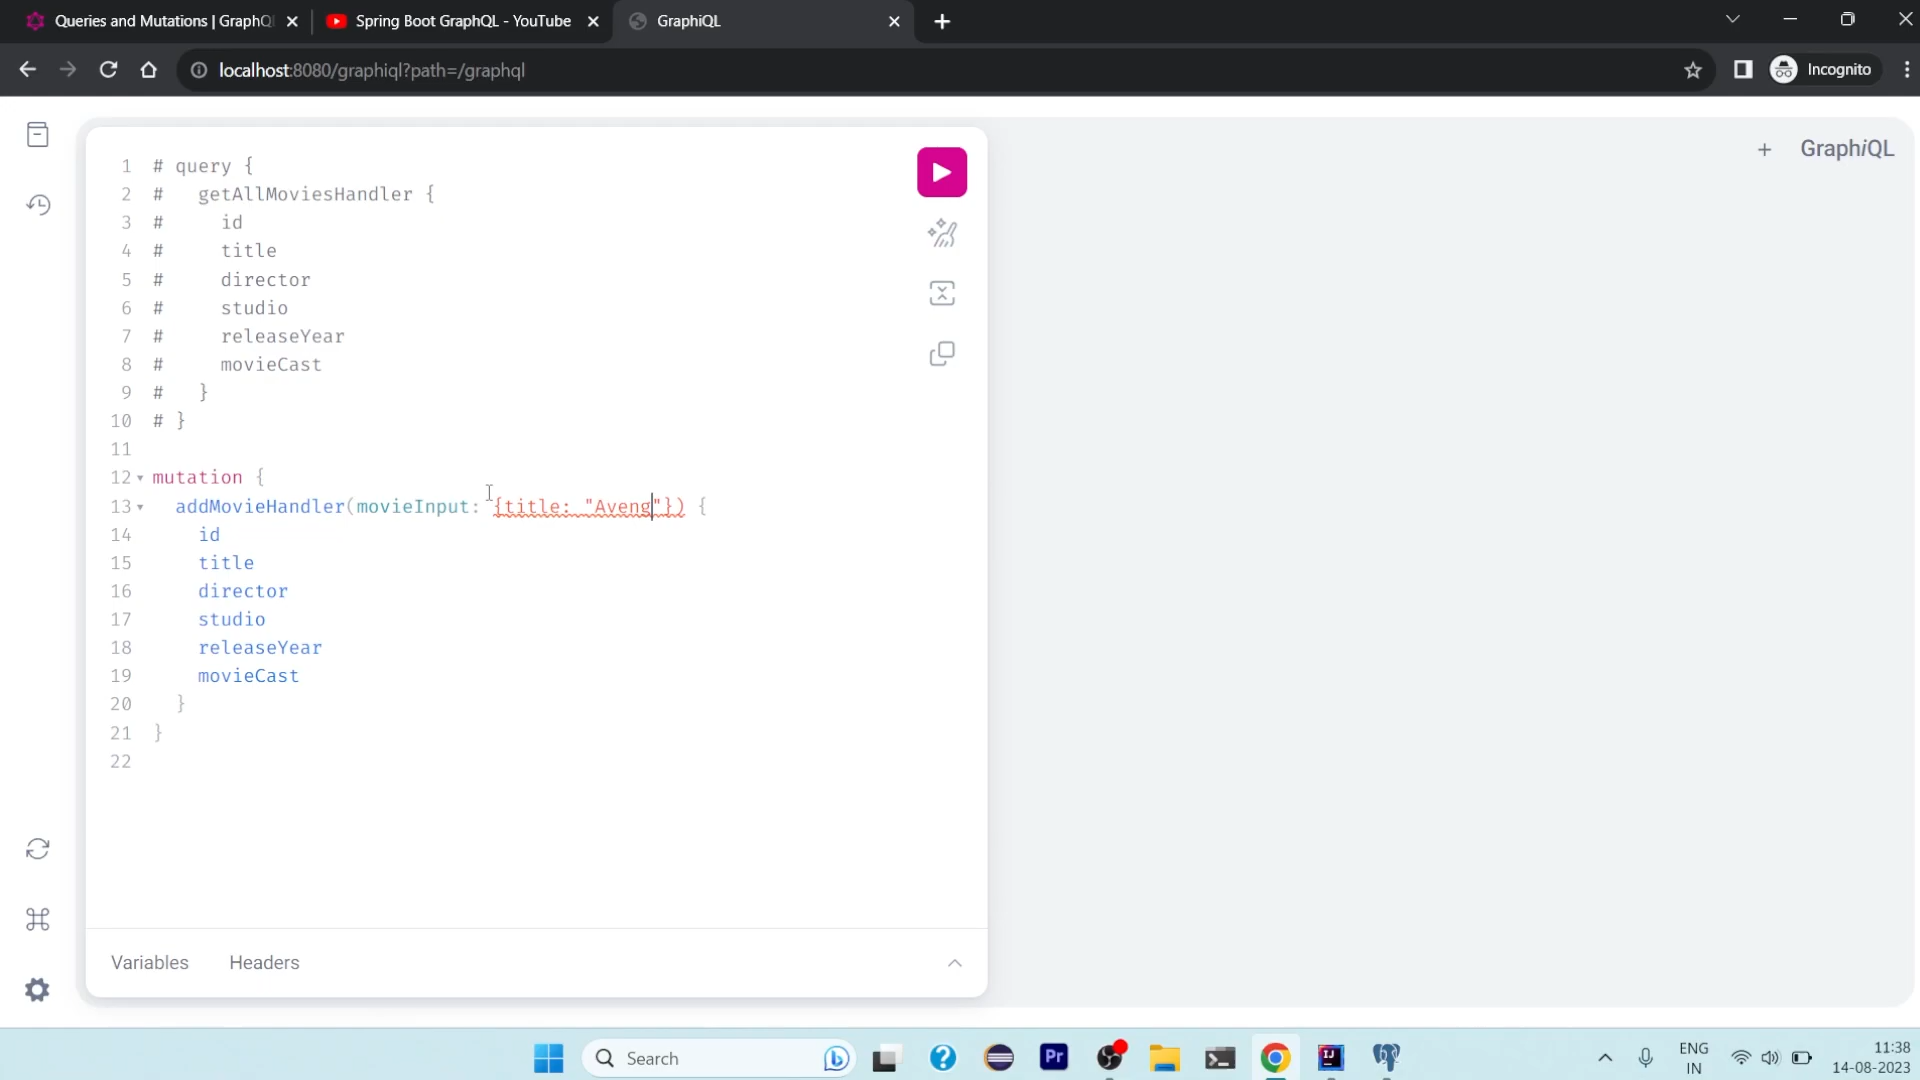 Queries and Mutations | GraphQ
Spring Boot GraphQL - YouTube
GraphiQL
localhost:8080/graphiql?path=/graphql
Incognito
GraphiQL
1 # query {
2 #   getAllMoviesHandler {
3 #     id
4 #     title
5 #     director
6 #     studio
7 #     releaseYear
8 #     movieCast
9 #   }
10 # }
11
12 mutation {
13   addMovieHandler(movieInput: {title: "Aveng"}) {
14     id
15     title
16     director
17     studio
18     releaseYear
19     movieCast
20   }
21 }
22
Variables Headers
Search
Pr
IJ
ENG
IN
11:38
14-08-2023